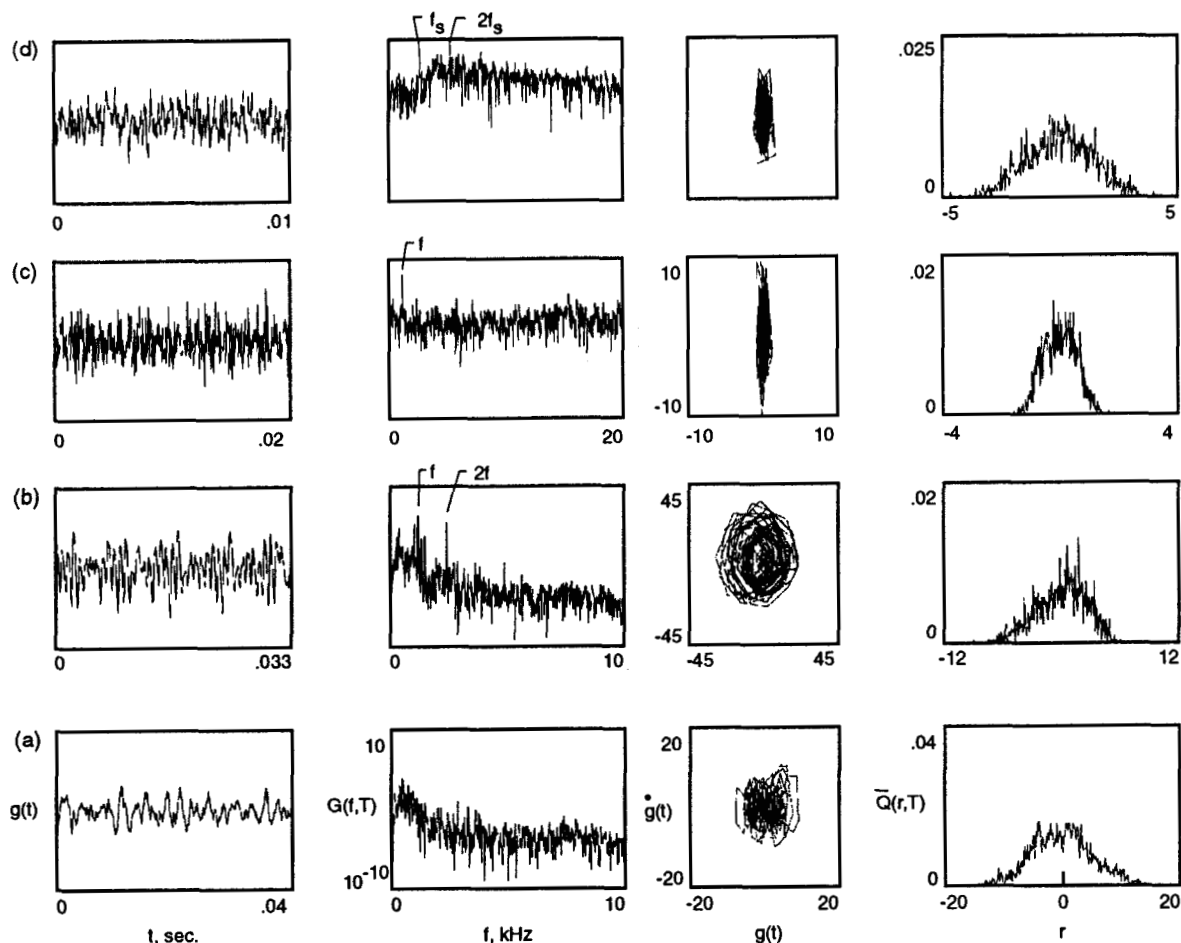 (d)
f_s 2f_s
.025
0
0 .01
-5 5
(c)
f
10
-10
.02
0
0 .02
0 20
-10 10
-4 4
(b)
f 2f
45
-45
.02
0
0 .033
0 10
-45 45
-12 12
(a)
g(t)
10
G(f,T)
10^-10
20
ġ(t)
-20
.04
Q̅(r,T)
0
0 .04
0 10
-20 20
-20 0 20
t, sec.
f, kHz
g(t)
r